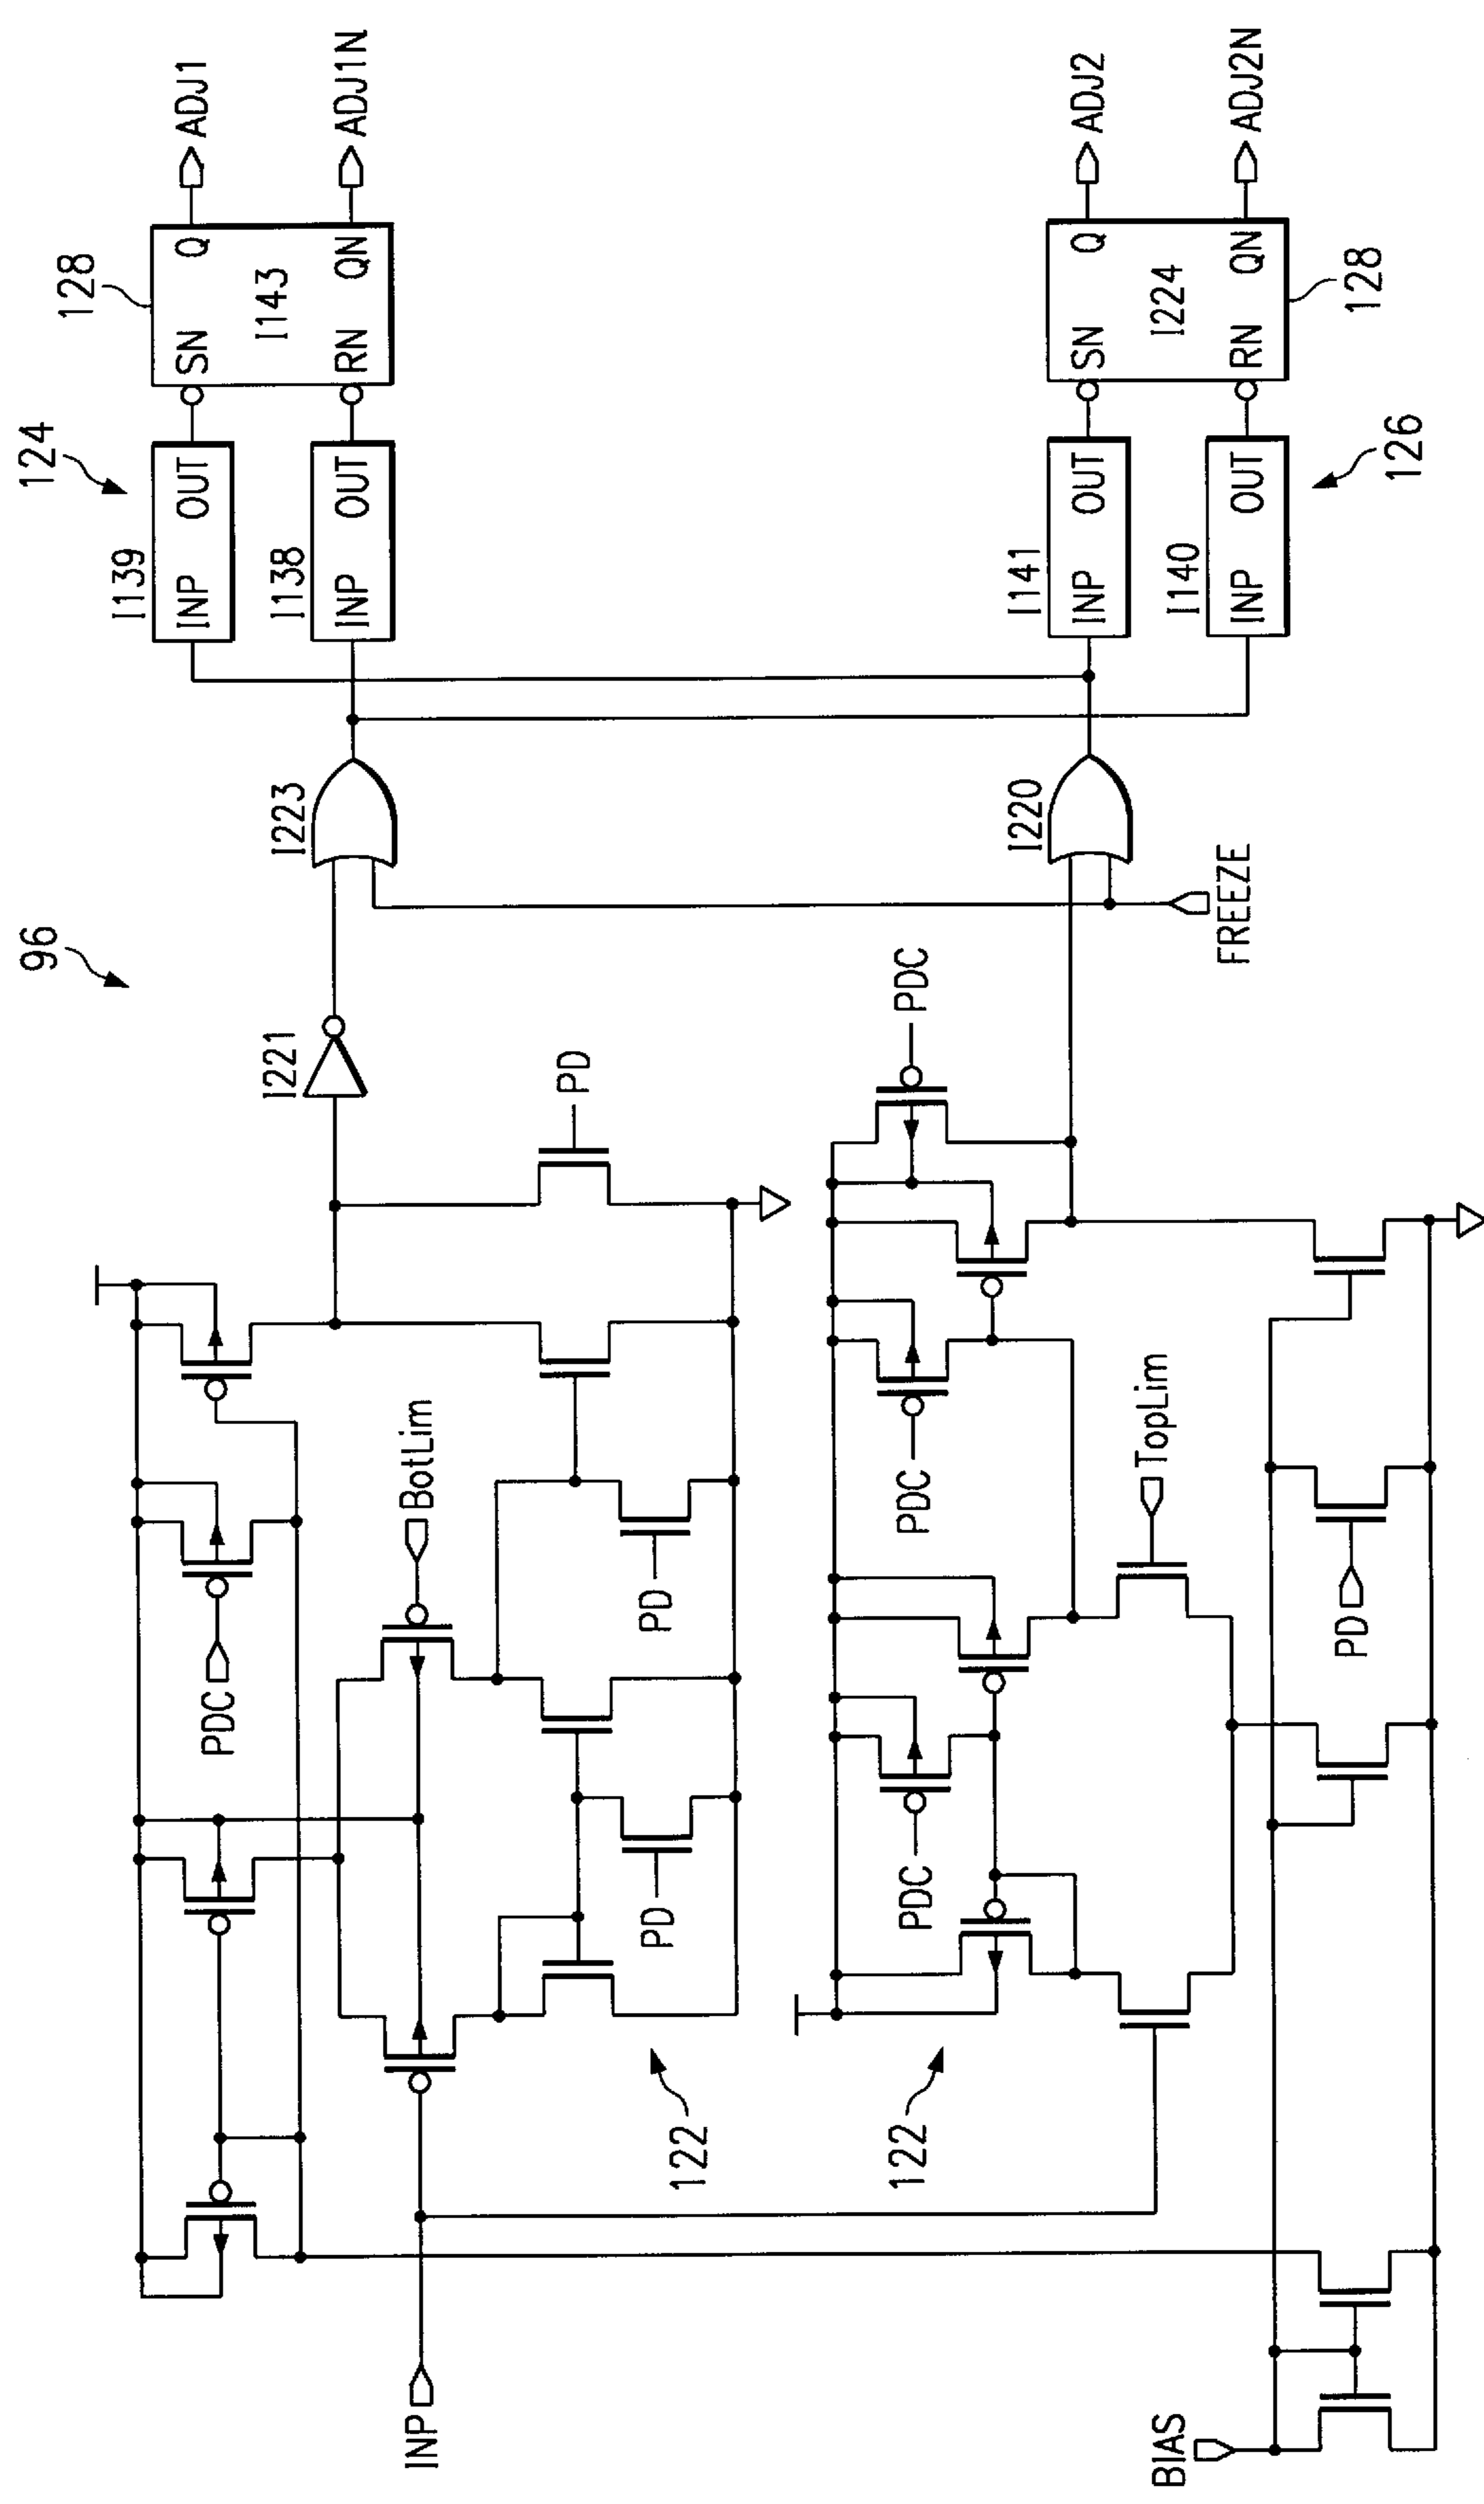 96
124
128
I139
INP OUT
SN
Q
ADJ1
I143
I138
INP OUT
RN
QN
ADJ1N
I223
I221
PDC
PD
BotLim
INP
PD
PD
122
122
PDC
PDC
PDC
TopLim
PD
BIAS
FREEZE
I220
I141
INP OUT
SN
Q
ADJ2
I224
I140
INP OUT
RN
QN
ADJ2N
126
128